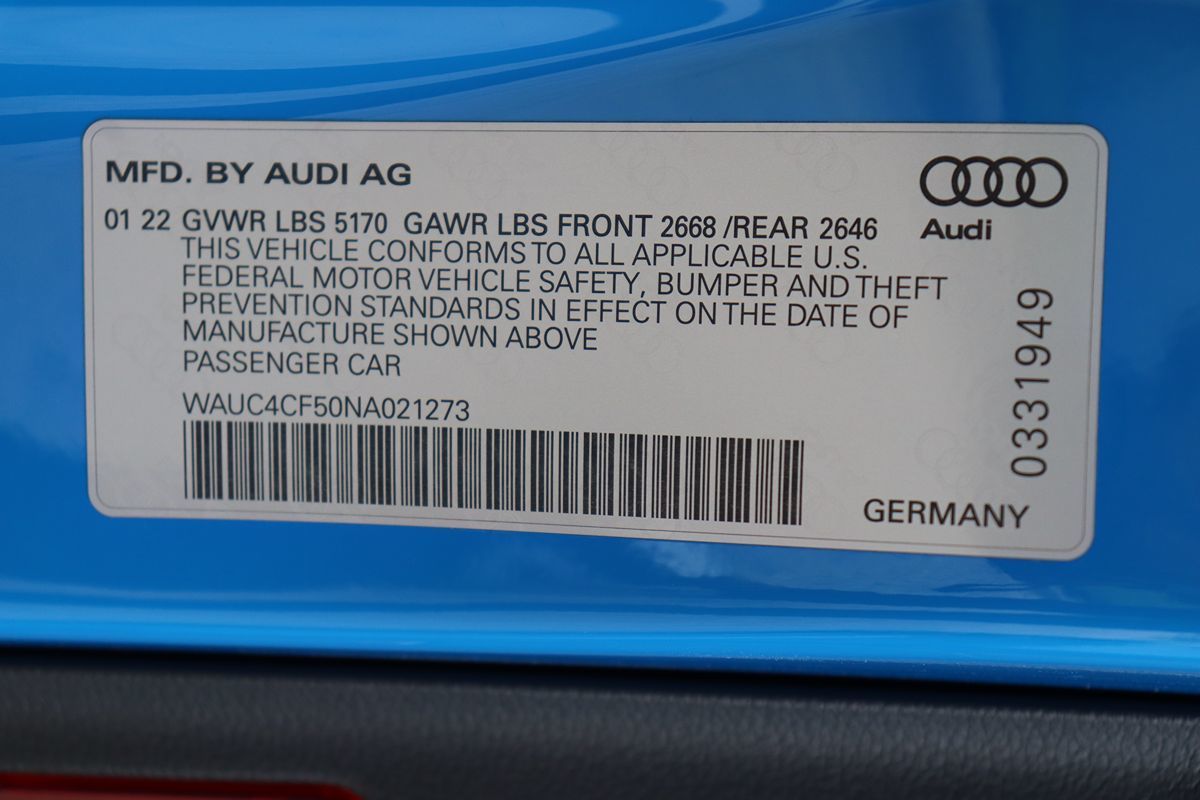 MFD. BY AUDI AG
Audi
01 22 GVWR LBS 5170 GAWR LBS FRONT 2668 /REAR 2646
THIS VEHICLE CONFORMS TO ALL APPLICABLE U.S.
FEDERAL MOTOR VEHICLE SAFETY, BUMPER AND THEFT
PREVENTION STANDARDS IN EFFECT ON THE DATE OF
MANUFACTURE SHOWN ABOVE
PASSENGER CAR
WAUC4CF50NA021273
0331949
GERMANY